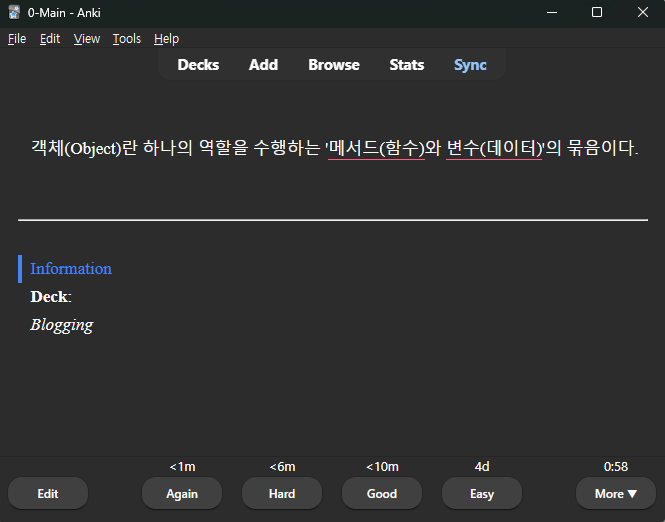 0-Main - Anki
File Edit View Tools Help
Decks Add Browse Stats Sync
객체(Object)란 하나의 역할을 수행하는 '메서드(함수)와 변수(데이터)'의 묶음이다.
Information
Deck:
Blogging
<1m <6m <10m 4d 0:58
Edit Again Hard Good Easy More ▼